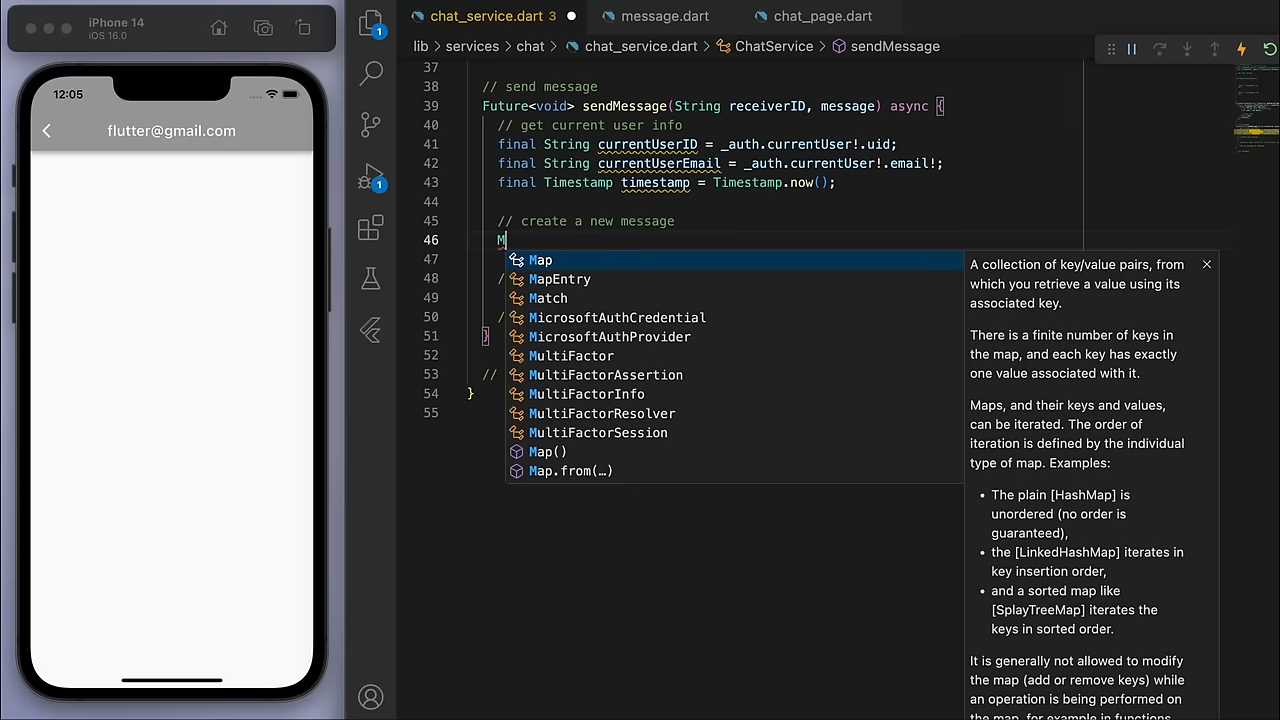 iPhone 14
iOS 16.0
12:05
flutter@gmail.com
1
1
chat_service.dart 3
message.dart
chat_page.dart
lib > services > chat > chat_service.dart > ChatService > sendMessage
37
38 // send message
39 Future<void> sendMessage(String receiverID, message) async {
40 // get current user info
41 final String currentUserID = _auth.currentUser!.uid;
42 final String currentUserEmail = _auth.currentUser!.email!;
43 final Timestamp timestamp = Timestamp.now();
44
45 // create a new message
46 M
47
48 /
49
50 /
51 }
52
53 //
54 }
55
Map
MapEntry
Match
MicrosoftAuthCredential
MicrosoftAuthProvider
MultiFactor
MultiFactorAssertion
MultiFactorInfo
MultiFactorResolver
MultiFactorSession
Map()
Map.from(…)
A collection of key/value pairs, from
which you retrieve a value using its
associated key.
There is a finite number of keys in
the map, and each key has exactly
one value associated with it.
Maps, and their keys and values,
can be iterated. The order of
iteration is defined by the individual
type of map. Examples:
• The plain [HashMap] is
unordered (no order is
guaranteed),
• the [LinkedHashMap] iterates in
key insertion order,
• and a sorted map like
[SplayTreeMap] iterates the
keys in sorted order.
It is generally not allowed to modify
the map (add or remove keys) while
an operation is being performed on
the map, for example in functions